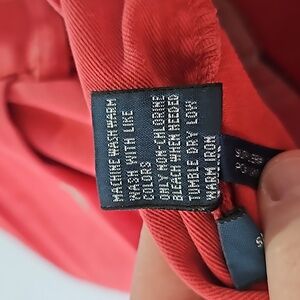 MACHINE WASH WARM
WASH WITH LIKE
COLORS
ONLY NON-CHLORINE
BLEACH WHEN NEEDED
TUMBLE DRY LOW
WARM IRON